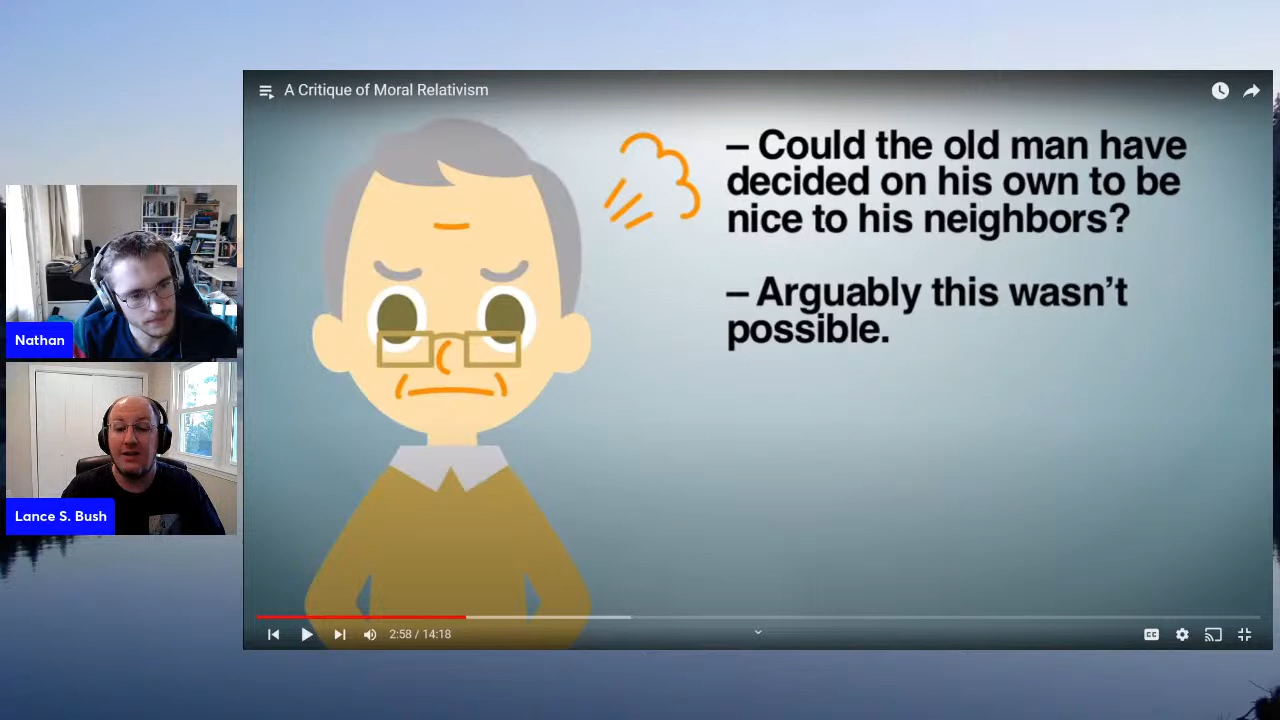 A Critique of Moral Relativism
– Could the old man have
decided on his own to be
nice to his neighbors?
– Arguably this wasn’t
possible.
Nathan
Lance S. Bush
2:58 / 14:18
CC